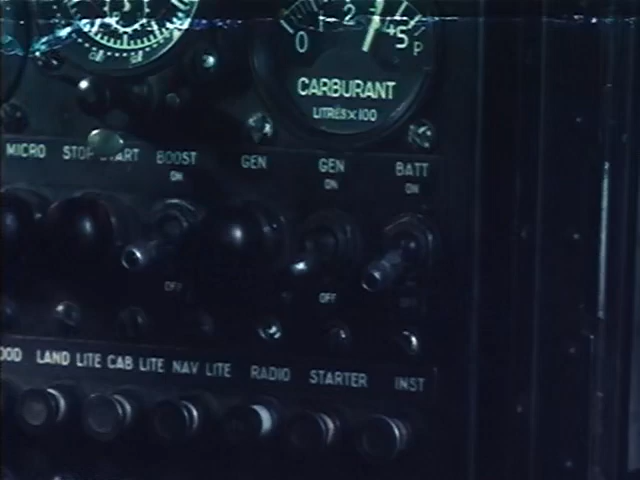 0 2 4 5 P
CARBURANT
LITRES X 100
MICRO STOP START BOOST GEN GEN BATT
ON ON ON
OFF OFF
LAND LITE CAB LITE NAV LITE RADIO STARTER INST